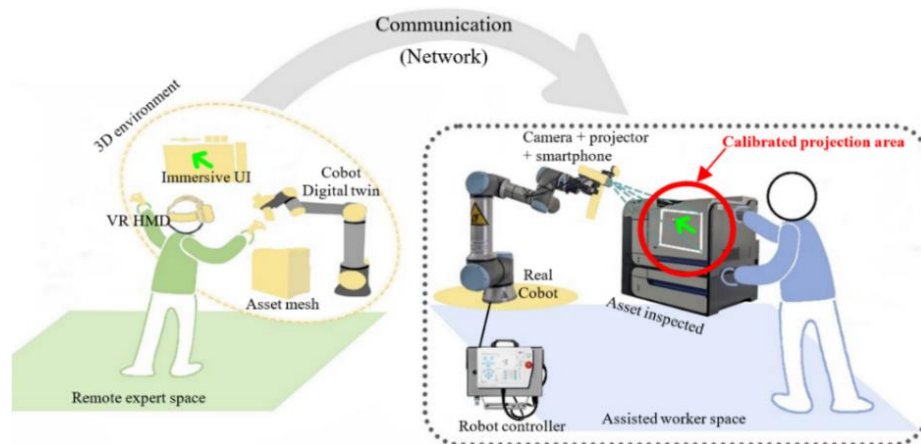 Communication
(Network)
3D environment
Immersive UI
VR HMD
Cobot
Digital twin
Asset mesh
Remote expert space
Camera + projector
+ smartphone
Calibrated projection area
Real
Cobot
Asset inspected
Robot controller
Assisted worker space